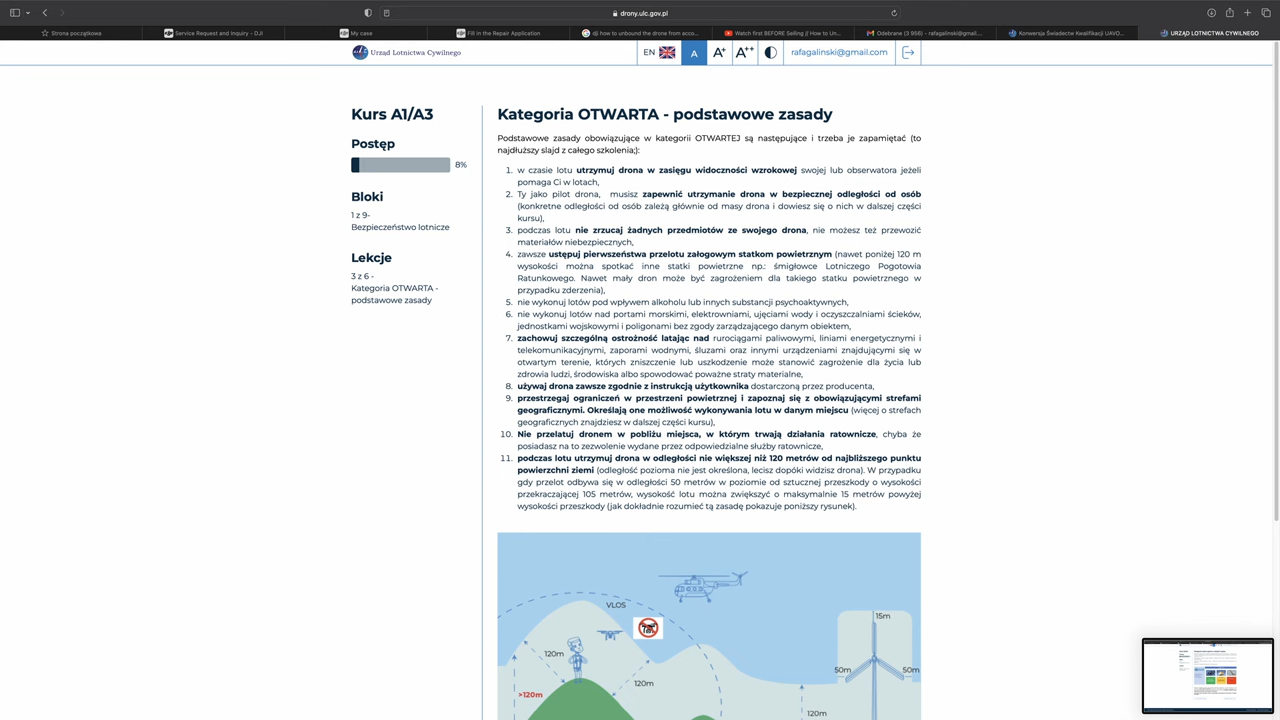 drony.ulc.gov.pl
Strona początkowa
Service Request and Inquiry - DJI
My case
Fill in the Repair Application
dji how to unbound the drone from acco...
Watch first BEFORE Selling // How to Un...
Odebrane (3 956) - rafagalinski@gmail....
Konwersja Świadectw Kwalifikacji UAVO...
URZĄD LOTNICTWA CYWILNEGO
Urząd Lotnictwa Cywilnego
EN
A
A+
A++
rafagalinski@gmail.com
Kurs A1/A3
Postęp
8%
Bloki
1 z 9-
Bezpieczeństwo lotnicze
Lekcje
3 z 6 -
Kategoria OTWARTA -
podstawowe zasady
Kategoria OTWARTA - podstawowe zasady
Podstawowe zasady obowiązujące w kategorii OTWARTEJ są następujące i trzeba je zapamiętać (to
najdłuższy slajd z całego szkolenia;):
1. w czasie lotu utrzymuj drona w zasięgu widoczności wzrokowej swojej lub obserwatora jeżeli
pomaga Ci w lotach,
2. Ty jako pilot drona, musisz zapewnić utrzymanie drona w bezpiecznej odległości od osób
(konkretne odległości od osób zależą głównie od masy drona i dowiesz się o nich w dalszej części
kursu),
3. podczas lotu nie zrzucaj żadnych przedmiotów ze swojego drona, nie możesz też przewozić
materiałów niebezpiecznych,
4. zawsze ustępuj pierwszeństwa przelotu załogowym statkom powietrznym (nawet poniżej 120 m
wysokości można spotkać inne statki powietrzne np.: śmigłowce Lotniczego Pogotowia
Ratunkowego. Nawet mały dron może być zagrożeniem dla takiego statku powietrznego w
przypadku zderzenia),
5. nie wykonuj lotów pod wpływem alkoholu lub innych substancji psychoaktywnych,
6. nie wykonuj lotów nad portami morskimi, elektrowniami, ujęciami wody i oczyszczalniami ścieków,
jednostkami wojskowymi i poligonami bez zgody zarządzającego danym obiektem,
7. zachowuj szczególną ostrożność latając nad rurociągami paliwowymi, liniami energetycznymi i
telekomunikacyjnymi, zaporami wodnymi, śluzami oraz innymi urządzeniami znajdującymi się w
otwartym terenie, których zniszczenie lub uszkodzenie może stanowić zagrożenie dla życia lub
zdrowia ludzi, środowiska albo spowodować poważne straty materialne,
8. używaj drona zawsze zgodnie z instrukcją użytkownika dostarczoną przez producenta,
9. przestrzegaj ograniczeń w przestrzeni powietrznej i zapoznaj się z obowiązującymi strefami
geograficznymi. Określają one możliwość wykonywania lotu w danym miejscu (więcej o strefach
geograficznych znajdziesz w dalszej części kursu),
10. Nie przelatuj dronem w pobliżu miejsca, w którym trwają działania ratownicze, chyba że
posiadasz na to zezwolenie wydane przez odpowiedzialne służby ratownicze,
11. podczas lotu utrzymuj drona w odległości nie większej niż 120 metrów od najbliższego punktu
powierzchni ziemi (odległość pozioma nie jest określona, lecisz dopóki widzisz drona). W przypadku
gdy przelot odbywa się w odległości 50 metrów w poziomie od sztucznej przeszkody o wysokości
przekraczającej 105 metrów, wysokość lotu można zwiększyć o maksymalnie 15 metrów powyżej
wysokości przeszkody (jak dokładnie rozumieć tą zasadę pokazuje poniższy rysunek).
VLOS
15m
120m
50m
50m
120m
>120m
120m